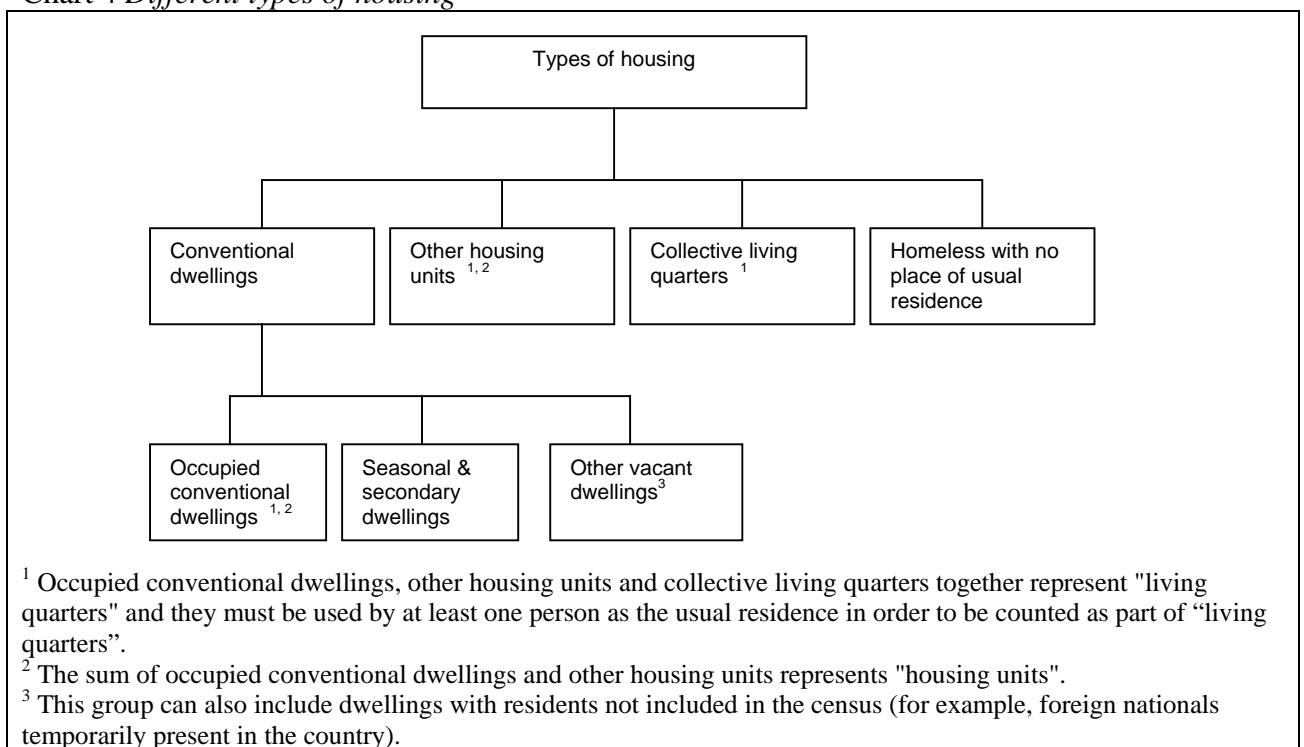 Chart 4 Different types of housing
Types of housing
Conventional
dwellings
Other housing
units 1, 2
Collective living
quarters 1
Homeless with no
place of usual
residence
Occupied
conventional
dwellings 1, 2
Seasonal &
secondary
dwellings
Other vacant
dwellings3
1 Occupied conventional dwellings, other housing units and collective living quarters together represent "living
quarters" and they must be used by at least one person as the usual residence in order to be counted as part of “living
quarters”.
2 The sum of occupied conventional dwellings and other housing units represents "housing units".
3 This group can also include dwellings with residents not included in the census (for example, foreign nationals
temporarily present in the country).